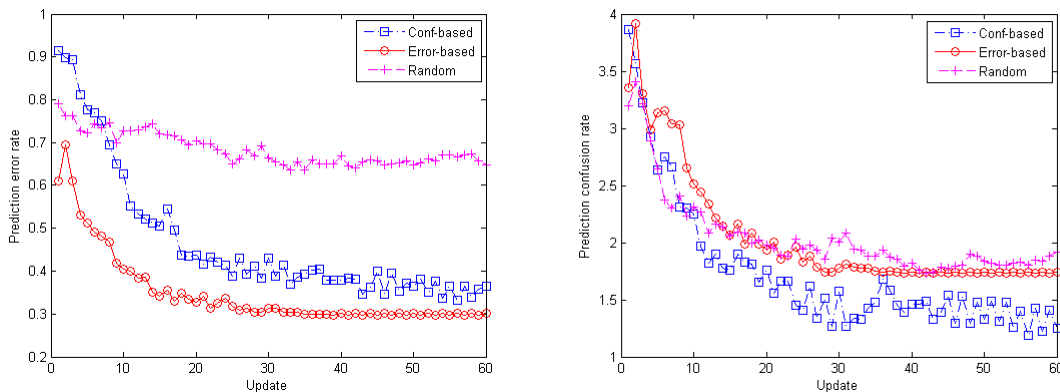 Prediction error rate
0.9
0.8
0.7
0.6
0.5
0.4
0.3
0.2
0 10 20 30 40 50 60
Update
Conf-based
Error-based
Random
1
Prediction confusion rate
4
3.5
3
2.5
2
1.5
1
0 10 20 30 40 50 60
Update
Conf-based
Error-based
Random